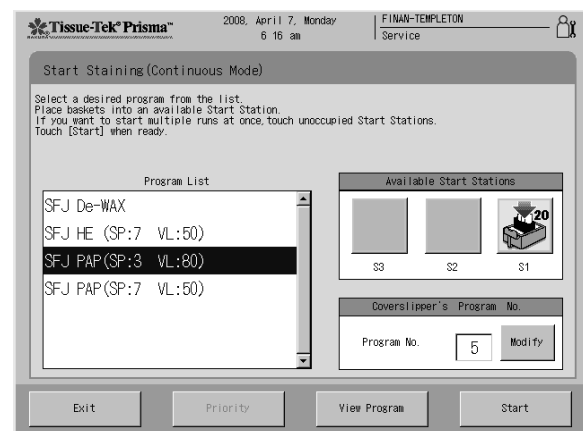 Tissue-Tek® Prisma™
2008, April 7, Monday
6 16 am
FINAN-TEMPLETON
Service
Start Staining(Continuous Mode)
Select a desired program from the list.
Place baskets into an available Start Station.
If you want to start multiple runs at once,touch unoccupied Start Stations.
Touch [Start] when ready.
Program List
SFJ De-WAX
SFJ HE (SP:7 VL:50)
SFJ PAP(SP:3 VL:80)
SFJ PAP(SP:7 VL:50)
Available Start Stations
20
S3 S2 S1
Coverslipper's Program No.
Program No. 5 Modify
Exit Priority View Program Start